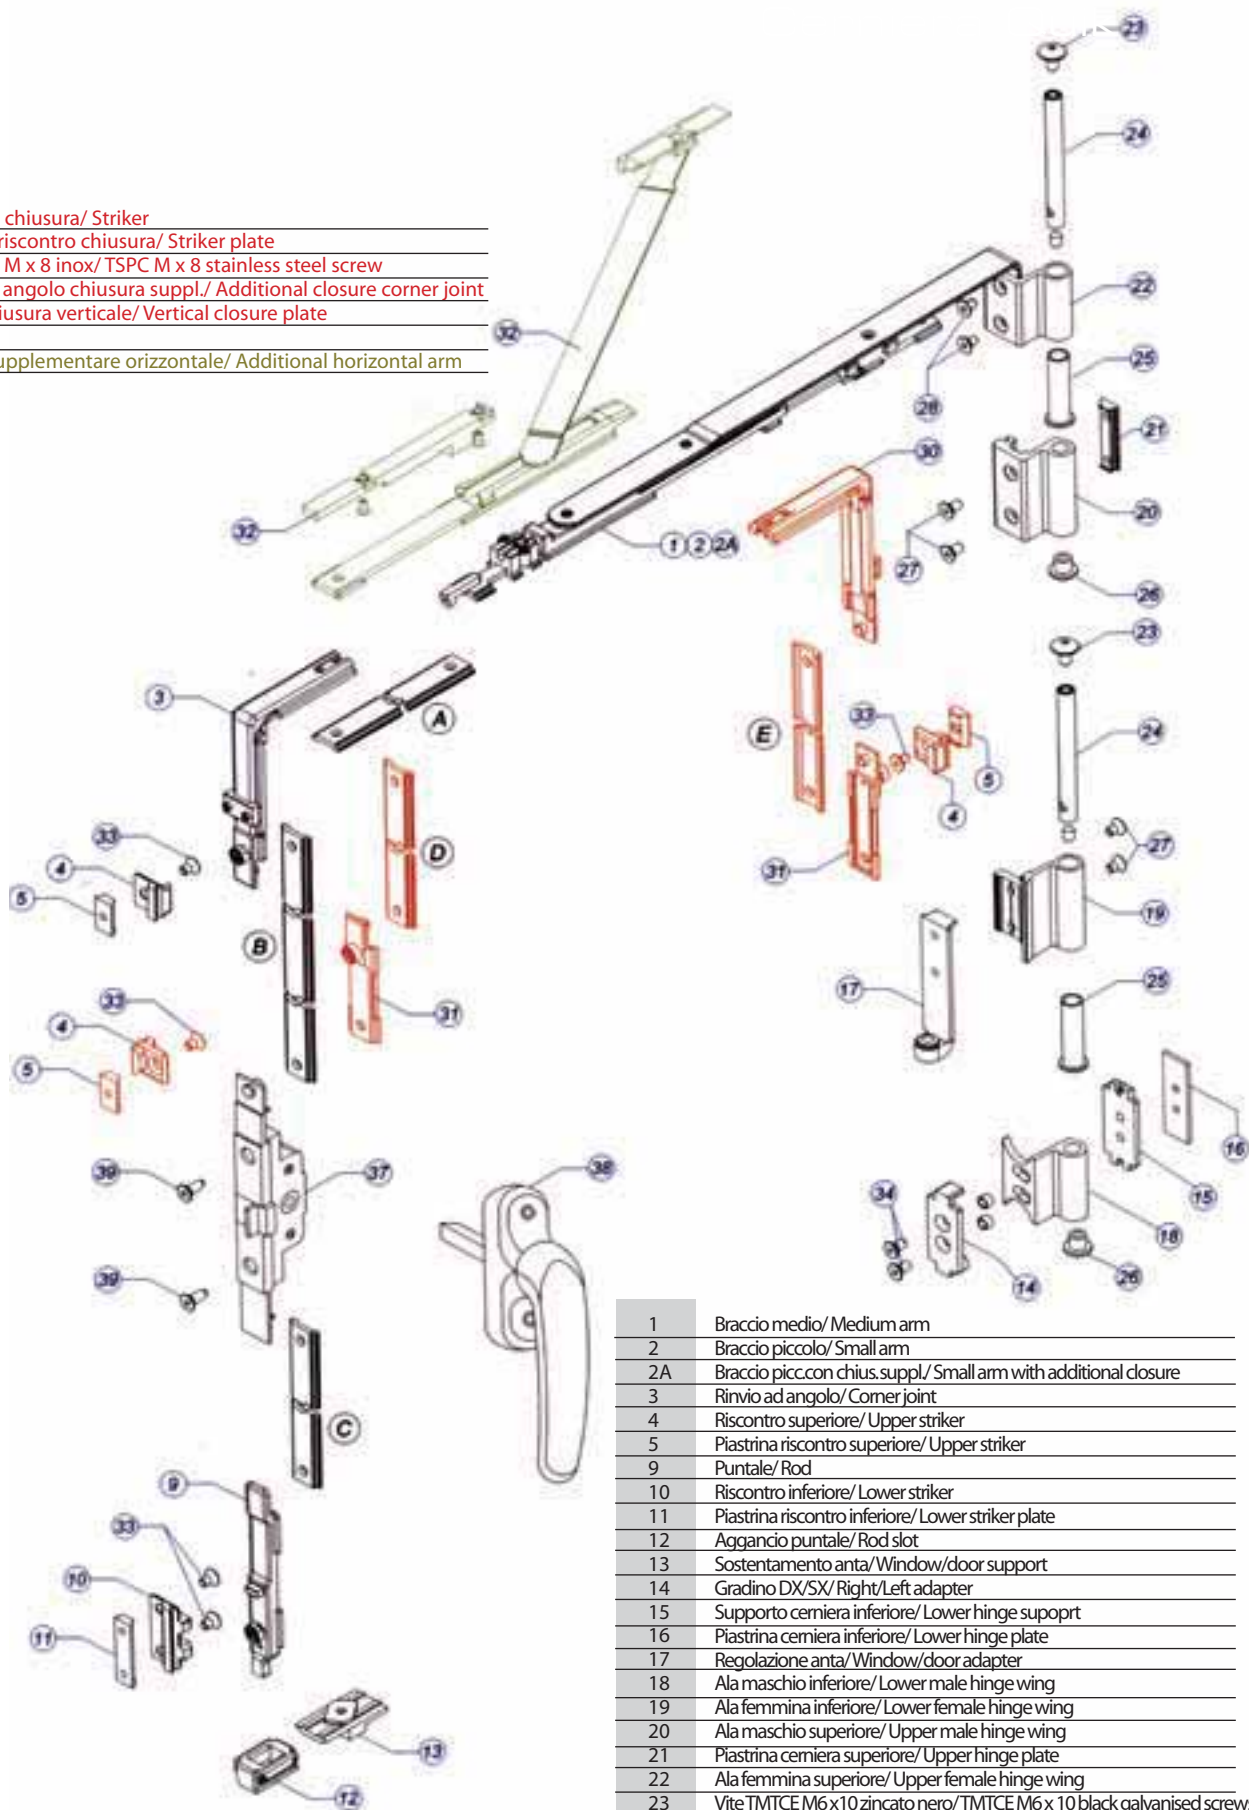 23
24
chiusura/ Striker
riscontro chiusura/ Striker plate
M x 8 inox/ TSPC M x 8 stainless steel screw
angolo chiusura suppl./ Additional closure corner joint
iusura verticale/ Vertical closure plate
upplementare orizzontale/ Additional horizontal arm
22
32
25
28
21
30
32
20
1 2 2A
27
26
23
3
A
33
E
24
5
4
D
33
27
4
31
5
19
B
17
25
33
31
4
5
16
39
37
38
15
34
18
39
26
14
C
9
33
10
11
13
12
1 Braccio medio/ Medium arm
2 Braccio piccolo/ Small arm
2A Braccio picc.con chius.suppl./ Small arm with additional closure
3 Rinvio ad angolo/ Corner joint
4 Riscontro superiore/ Upper striker
5 Piastrina riscontro superiore/ Upper striker
9 Puntale/ Rod
10 Riscontro inferiore/ Lower striker
11 Piastrina riscontro inferiore/ Lower striker plate
12 Aggancio puntale/ Rod slot
13 Sostentamento anta/ Window/door support
14 Gradino DX/SX/ Right/Left adapter
15 Supporto cerniera inferiore/ Lower hinge supoprt
16 Piastrina cerniera inferiore/ Lower hinge plate
17 Regolazione anta/ Window/door adapter
18 Ala maschio inferiore/ Lower male hinge wing
19 Ala femmina inferiore/ Lower female hinge wing
20 Ala maschio superiore/ Upper male hinge wing
21 Piastrina cerniera superiore/ Upper hinge plate
22 Ala femmina superiore/ Upper female hinge wing
23 Vite TMTCE M6 x10 zincato nero/ TMTCE M6 x 10 black galvanised screws